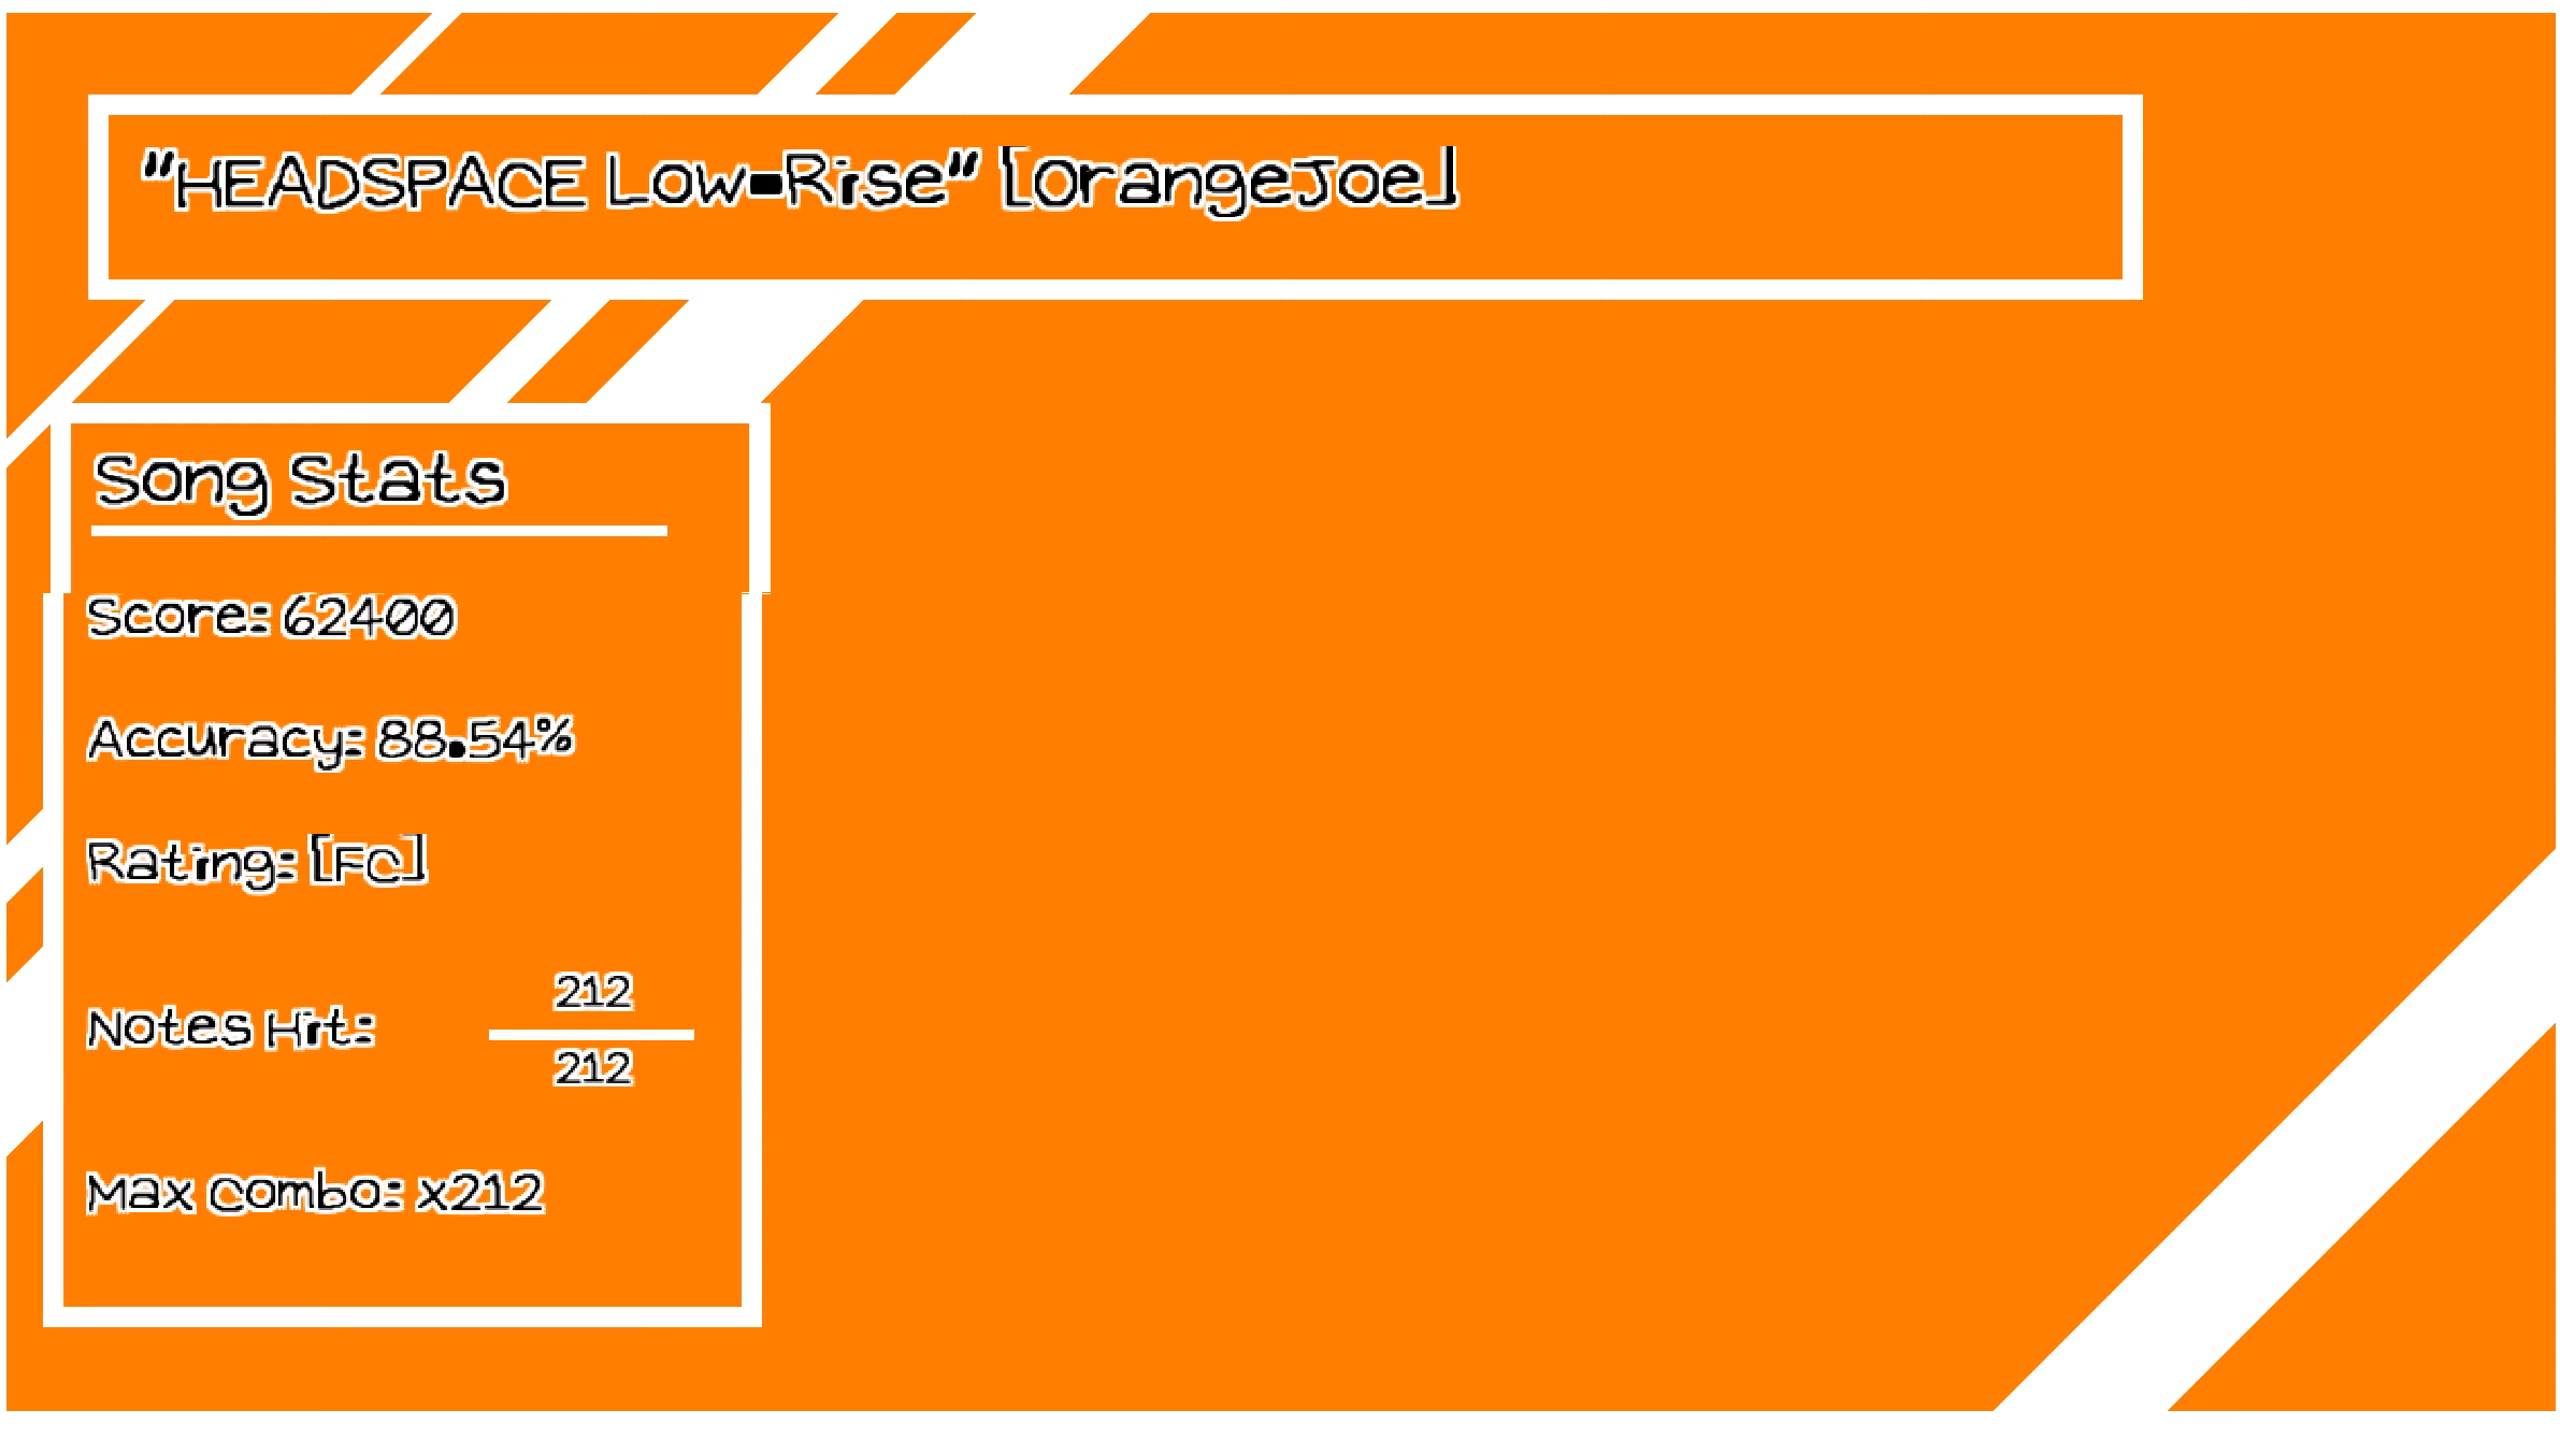 "HEADSPACE Low-Rise" [OrangeJoe]
Song Stats
Score: 62400
Accuracy: 88.54%
Rating: [FC]
Notes Hit:
212
212
Max Combo: x212